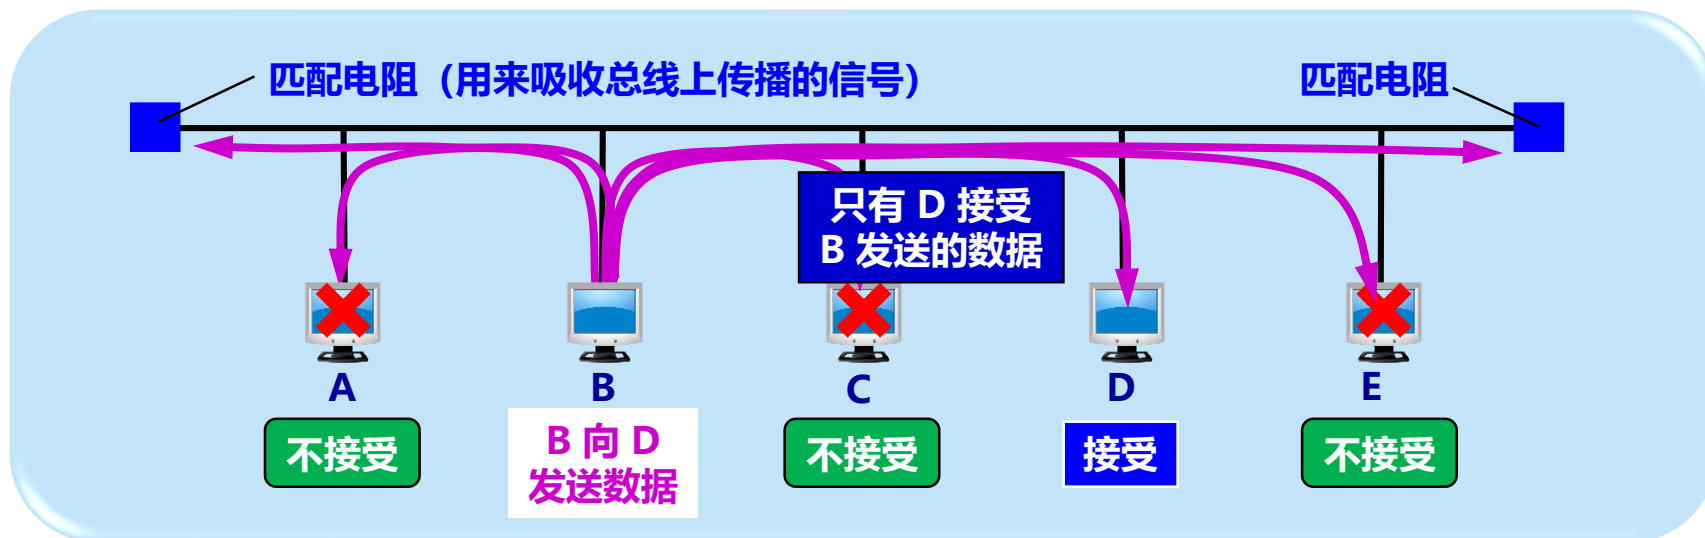 匹配电阻（用来吸收总线上传播的信号）
匹配电阻
只有 D 接受
B 发送的数据
A
B
C
D
E
不接受
B 向 D
发送数据
不接受
接受
不接受